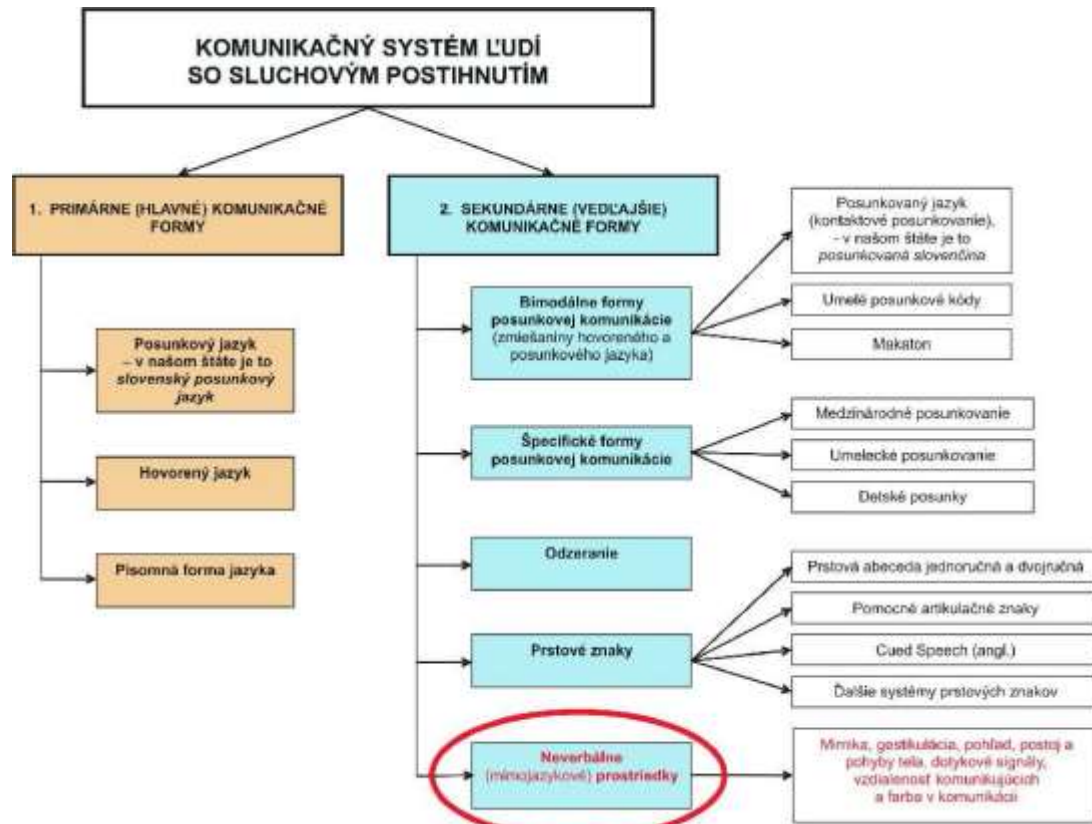 KOMUNIKAČNÝ SYSTÉM ĽUDÍ
SO SLUCHOVÝM POSTIHNUTÍM
1. PRIMÁRNE (HLAVNÉ) KOMUNIKAČNÉ
FORMY
Posunkový jazyk
– v našom štáte je to
slovenský posunkový
jazyk
Hovorený jazyk
Písomná forma jazyka
2. SEKUNDÁRNE (VEDĽAJŠIE)
KOMUNIKAČNÉ FORMY
Bimodálne formy
posunkovej komunikácie
(zmiešaniny hovoreného a
posunkového jazyka)
Posunkovaný jazyk
(kontaktové posunkovanie),
- v našom štáte je to
posunkovaná slovenčina
Umelé posunkové kódy
Makaton
Špecifické formy
posunkovej komunikácie
Medzinárodné posunkovanie
Umelecké posunkovanie
Detské posunky
Odzeranie
Prstové znaky
Prstová abeceda jednoručná a dvojručná
Pomocné artikulačné znaky
Cued Speech (angl.)
Ďalšie systémy prstových znakov
Neverbálne
(mimojazykové) prostriedky
Mimika, gestikulácia, pohľad, postoj a
pohyby tela, dotykové signály,
vzdialenosť komunikujúcich
a farba v komunikácii